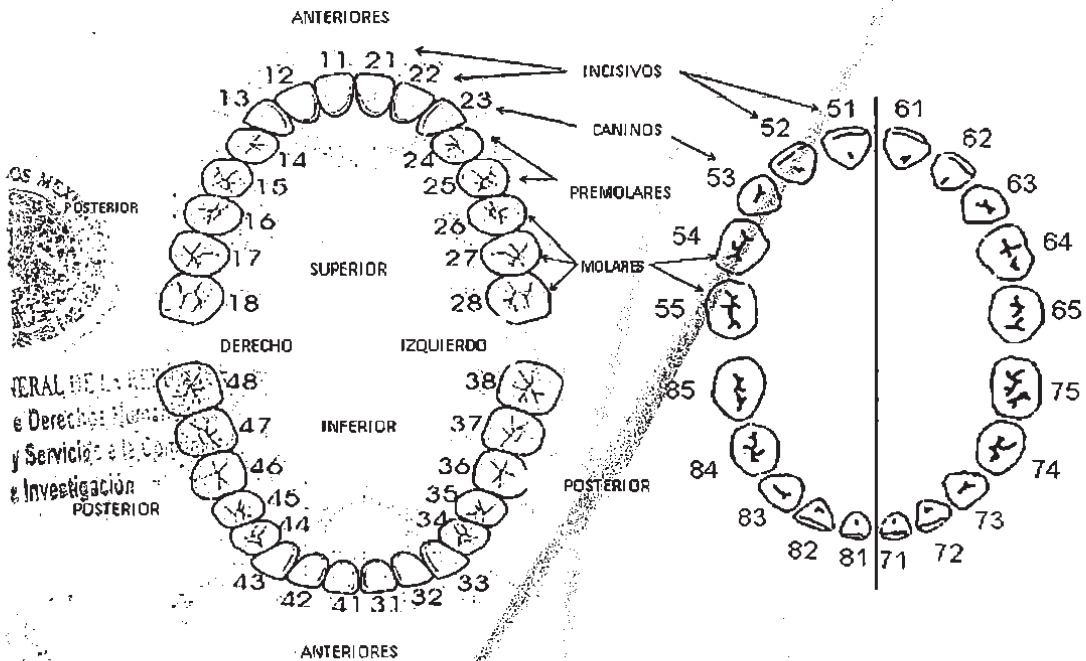 ANTERIORES
11 21
12 22
13 23
INCISIVOS
51 61
52 62
CANINOS
53 63
14 24
15 25
PREMOLARES
POSTERIOR
16 26
54 64
17 27
SUPERIOR
MOLARES
18 28
55 65
DERECHO IZQUIERDO
48 38
85 75
e Derechos
47 37
INFERIOR
y Servicios a la
46 36
84 74
e Investigación
POSTERIOR
POSTERIOR
45 35
44 34
83 73
43 33
82 81 71 72
42 41 31 32
ANTERIORES